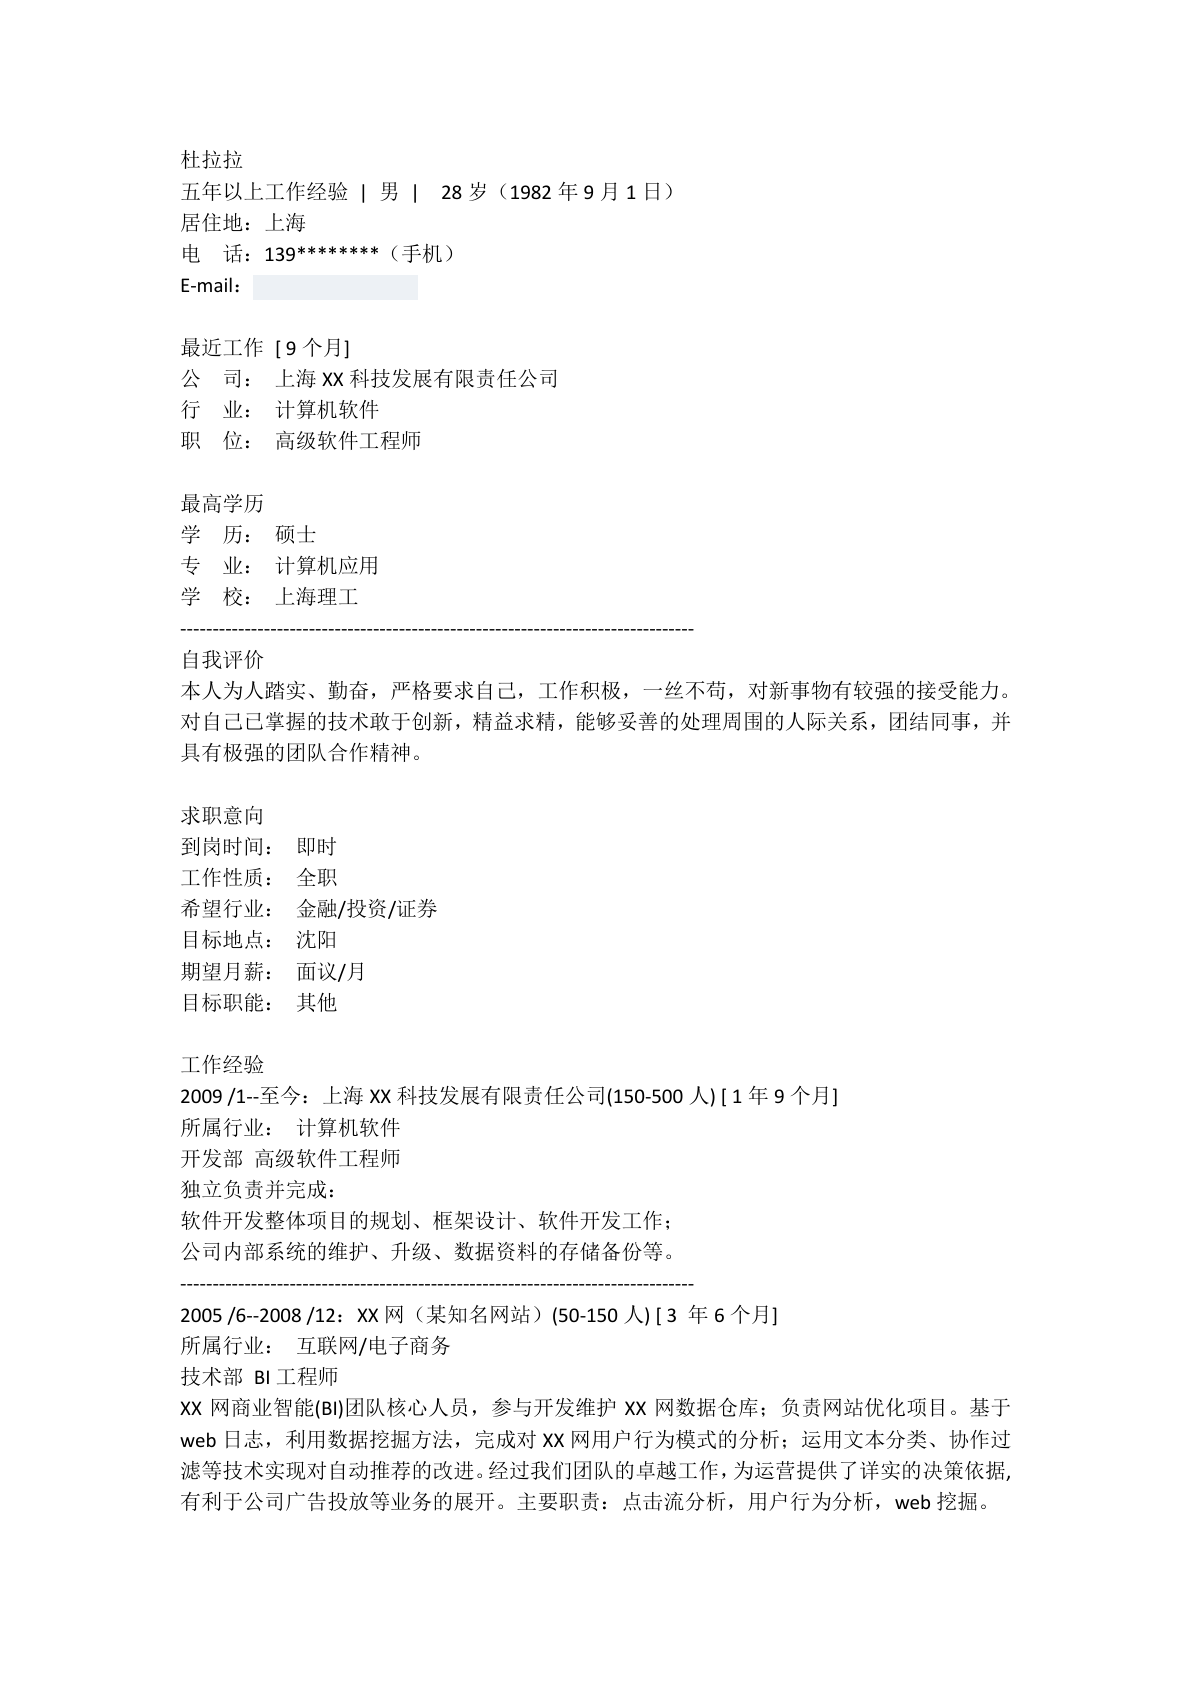 杜拉拉
五年以上工作经验 | 男 | 28 岁（1982 年 9 月 1 日）
居住地：上海
电　话：139********（手机）
E-mail：
最近工作 [ 9 个月]
公　司： 上海 XX 科技发展有限责任公司
行　业： 计算机软件
职　位： 高级软件工程师
最高学历
学　历： 硕士
专　业： 计算机应用
学　校： 上海理工
--------------------------------------------------------------------------------
自我评价
本人为人踏实、勤奋，严格要求自己，工作积极，一丝不苟，对新事物有较强的接受能力。
对自己已掌握的技术敢于创新，精益求精，能够妥善的处理周围的人际关系，团结同事，并
具有极强的团队合作精神。
求职意向
到岗时间： 即时
工作性质： 全职
希望行业： 金融/投资/证券
目标地点： 沈阳
期望月薪： 面议/月
目标职能： 其他
工作经验
2009 /1--至今：上海 XX 科技发展有限责任公司(150-500 人) [ 1 年 9 个月]
所属行业： 计算机软件
开发部 高级软件工程师
独立负责并完成：
软件开发整体项目的规划、框架设计、软件开发工作；
公司内部系统的维护、升级、数据资料的存储备份等。
--------------------------------------------------------------------------------
2005 /6--2008 /12：XX 网（某知名网站）(50-150 人) [ 3 年 6 个月]
所属行业： 互联网/电子商务
技术部 BI 工程师
XX 网商业智能(BI)团队核心人员，参与开发维护 XX 网数据仓库；负责网站优化项目。基于
web 日志，利用数据挖掘方法，完成对 XX 网用户行为模式的分析；运用文本分类、协作过
滤等技术实现对自动推荐的改进。经过我们团队的卓越工作，为运营提供了详实的决策依据,
有利于公司广告投放等业务的展开。主要职责：点击流分析，用户行为分析，web 挖掘。